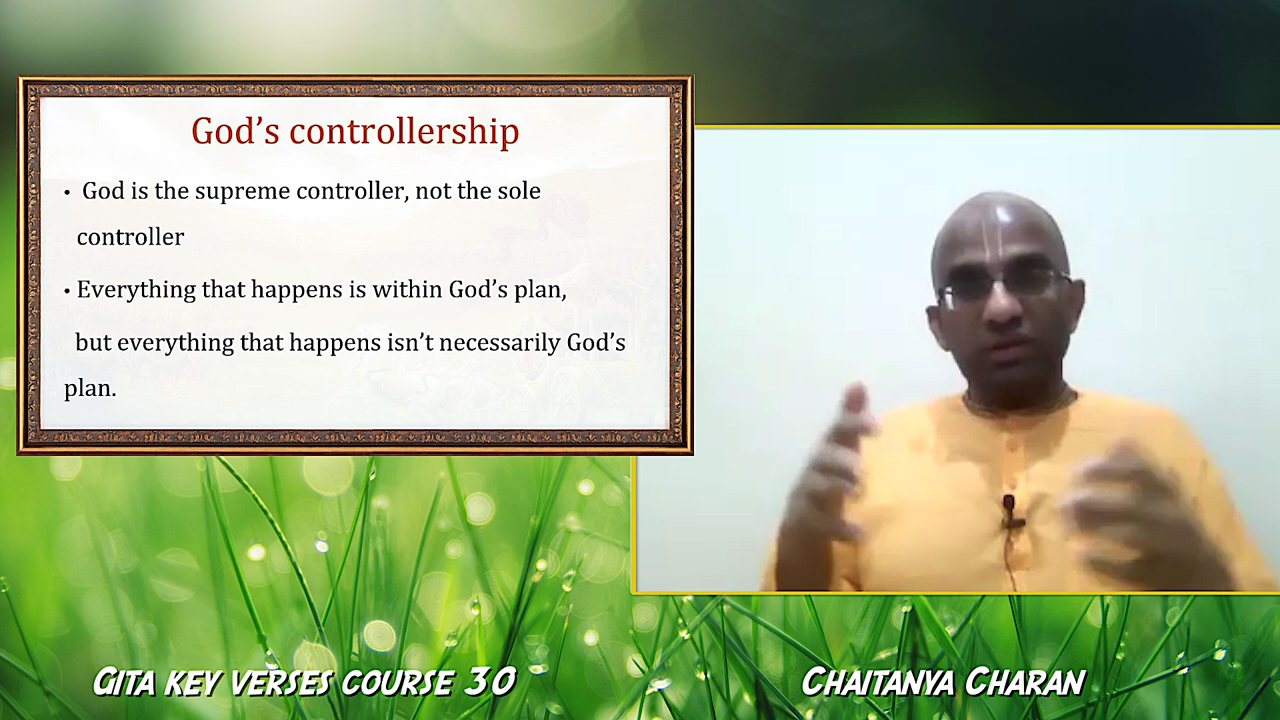 God’s controllership
• God is the supreme controller, not the sole
controller
• Everything that happens is within God’s plan,
but everything that happens isn’t necessarily God’s
plan.
Gita key verses course 30
Chaitanya Charan